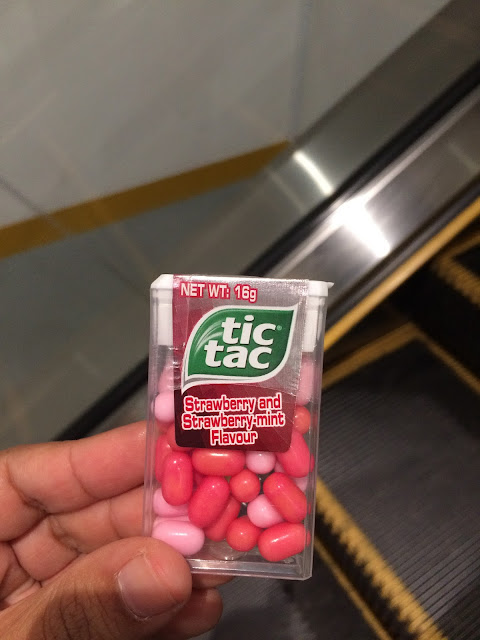 NET WT: 16g
tic
tac®
Strawberry and
Strawberry-mint
Flavour